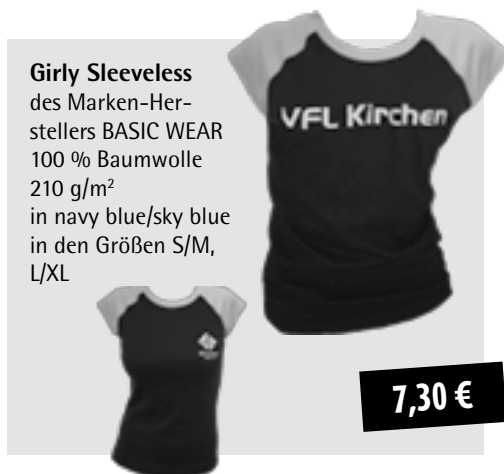 Girly Sleeveless
des Marken-Her-
stellers BASIC WEAR
100 % Baumwolle
210 g/m²
in navy blue/sky blue
in den Größen S/M,
L/XL
VFL Kirchen
7,30 €